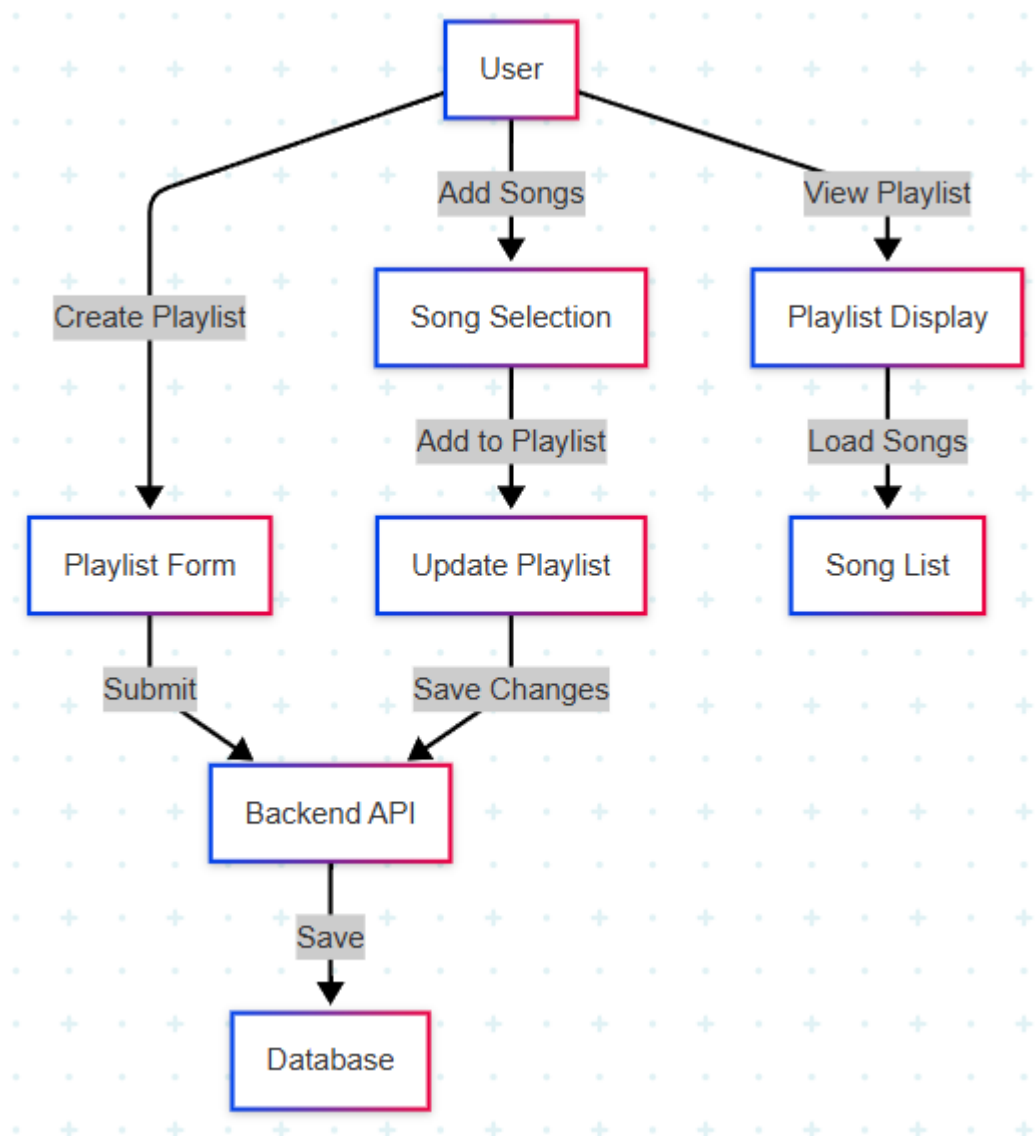 User
Add Songs
View Playlist
Create Playlist
Song Selection
Playlist Display
Add to Playlist
Load Songs
Playlist Form
Update Playlist
Song List
Submit
Save Changes
Backend API
Save
Database